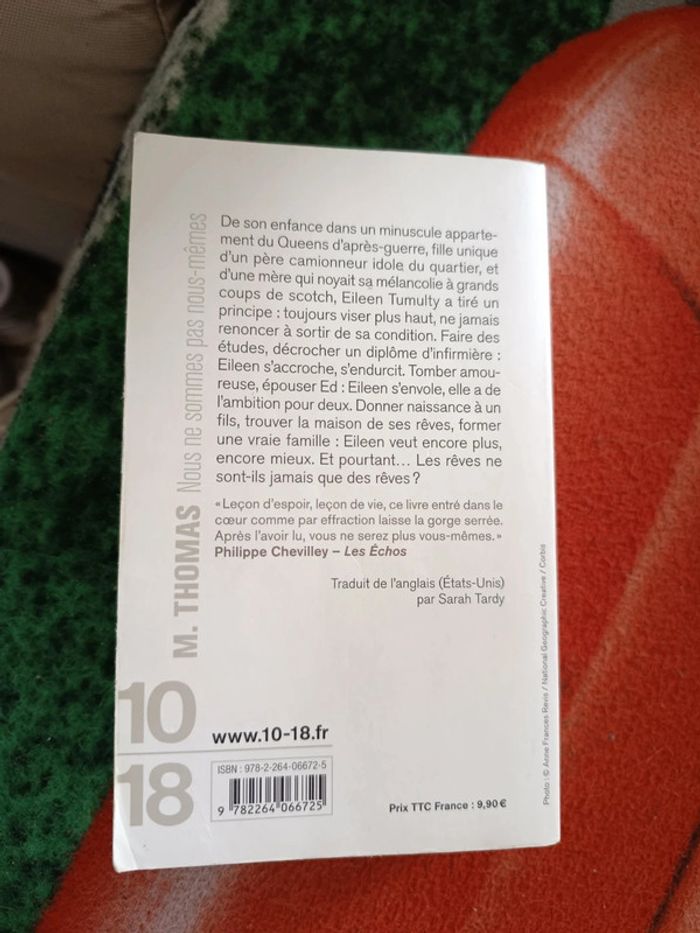 De son enfance dans un minuscule apparte-
ment du Queens d'après-guerre, fille unique
d'un père camionneur idole du quartier, et
d'une mère qui noyait sa mélancolie à grands
coups de scotch, Eileen Tumulty a tiré un
principe : toujours viser plus haut, ne jamais
renoncer à sortir de sa condition. Faire des
études, décrocher un diplôme d'infirmière :
Eileen s'accroche, s'endurcit. Tomber amou-
reuse, épouser Ed : Eileen s'envole, elle a de
l'ambition pour deux. Donner naissance à un
fils, trouver la maison de ses rêves, former
une vraie famille : Eileen veut encore plus,
encore mieux. Et pourtant... Les rêves ne
sont-ils jamais que des rêves ?
« Leçon d'espoir, leçon de vie, ce livre entré dans le
cœur comme par effraction laisse la gorge serrée.
Après l'avoir lu, vous ne serez plus vous-mêmes. »
Philippe Chevilley – Les Échos
Traduit de l'anglais (États-Unis)
par Sarah Tardy
M. THOMAS Nous ne sommes pas nous-mêmes
10
18
www.10-18.fr
ISBN : 978-2-264-06672-5
9 782264 066725
Prix TTC France : 9,90 €
Photo : © Anne Frances Revis / National Geographic Creative / Corbis